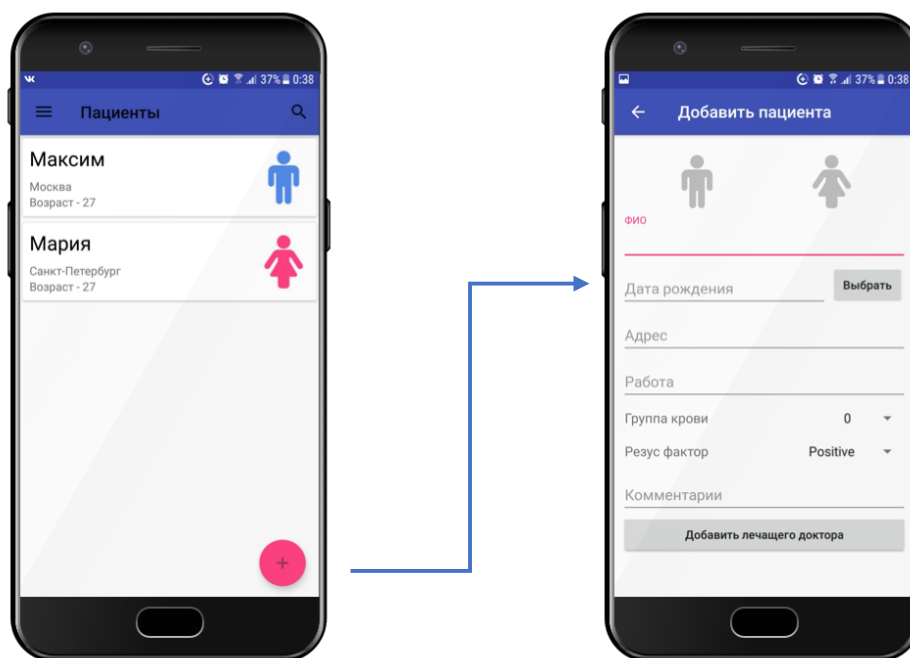 37% 0:38
Пациенты
Максим
Москва
Возраст - 27
Мария
Санкт-Петербург
Возраст - 27
+
37% 0:38
Добавить пациента
ФИО
Дата рождения Выбрать
Адрес
Работа
Группа крови 0
Резус фактор Positive
Комментарии
Добавить лечащего доктора